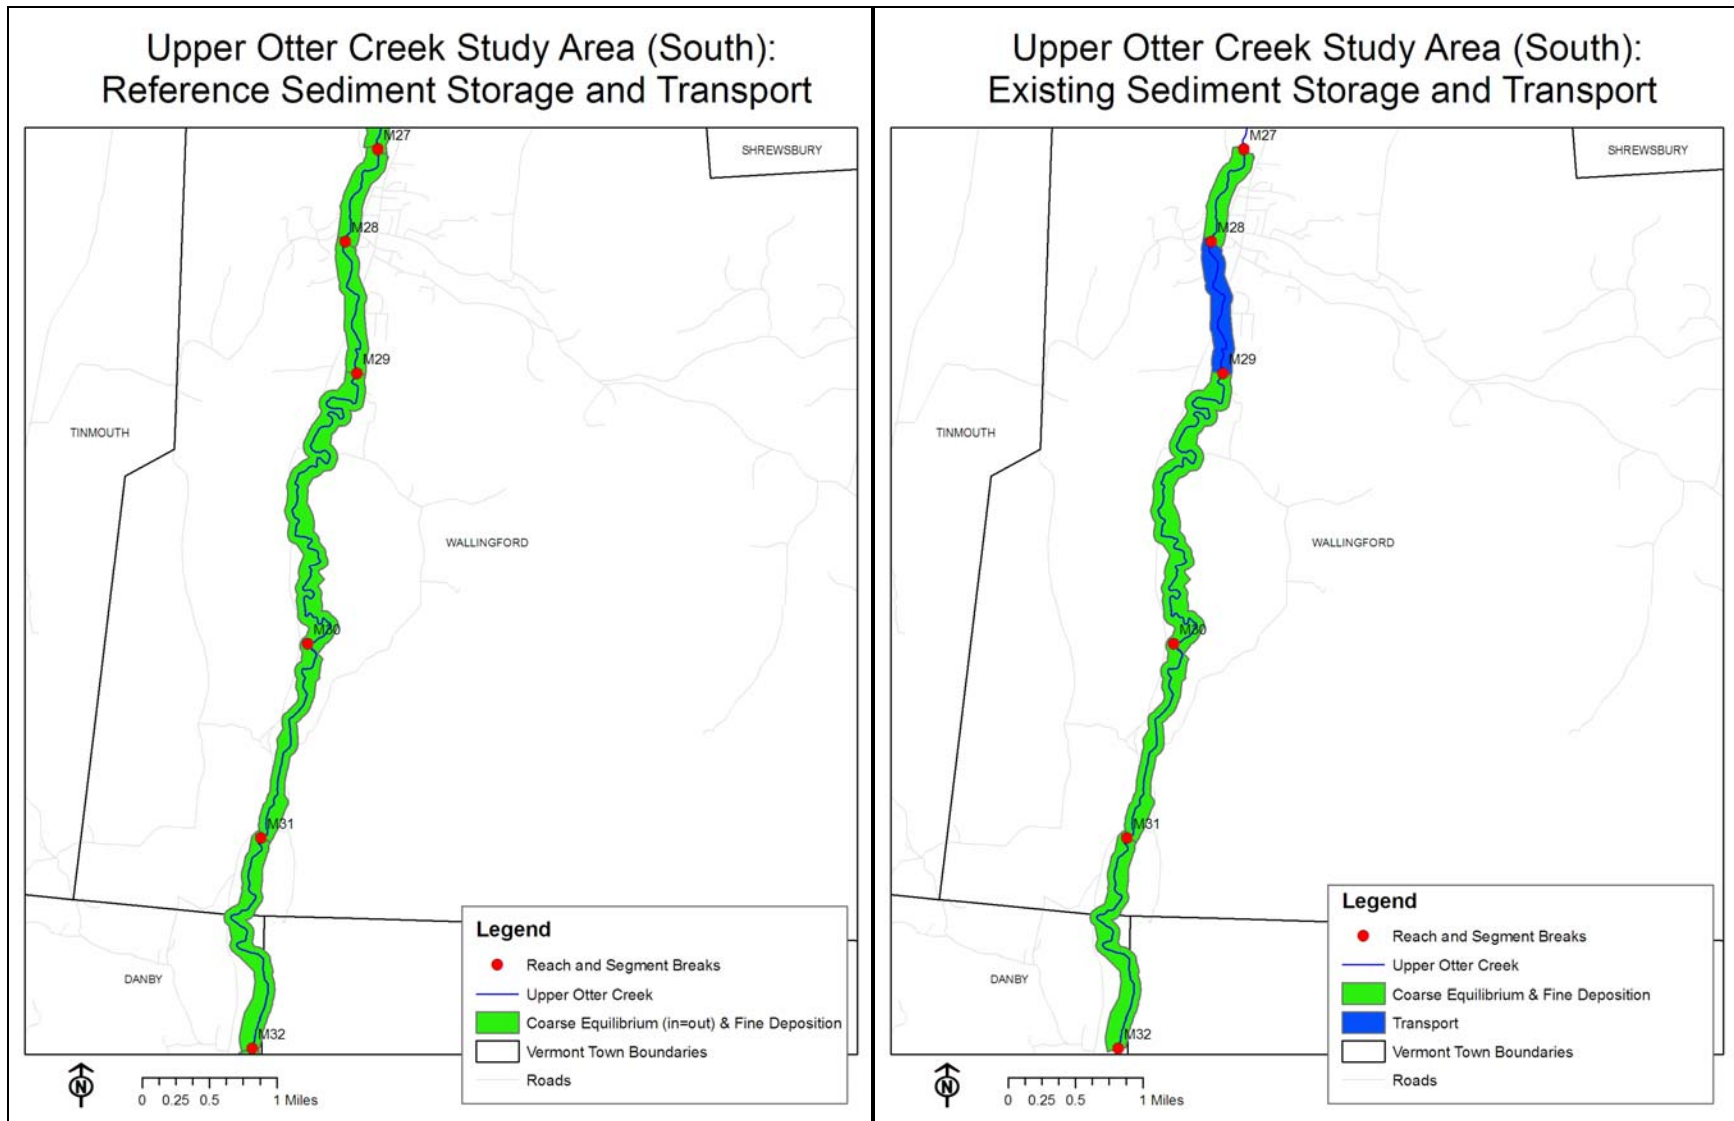 Upper Otter Creek Study Area (South):
Reference Sediment Storage and Transport
M27
SHREWSBURY
M28
M29
TINMOUTH
WALLINGFORD
M30
M31
DANBY
M32
Legend
Reach and Segment Breaks
Upper Otter Creek
Coarse Equilibrium (in=out) & Fine Deposition
Vermont Town Boundaries
Roads
N
0 0.25 0.5 1 Miles
Upper Otter Creek Study Area (South):
Existing Sediment Storage and Transport
M27
SHREWSBURY
M28
M29
TINMOUTH
WALLINGFORD
M30
M31
DANBY
M32
Legend
Reach and Segment Breaks
Upper Otter Creek
Coarse Equilibrium & Fine Deposition
Transport
Vermont Town Boundaries
Roads
N
0 0.25 0.5 1 Miles